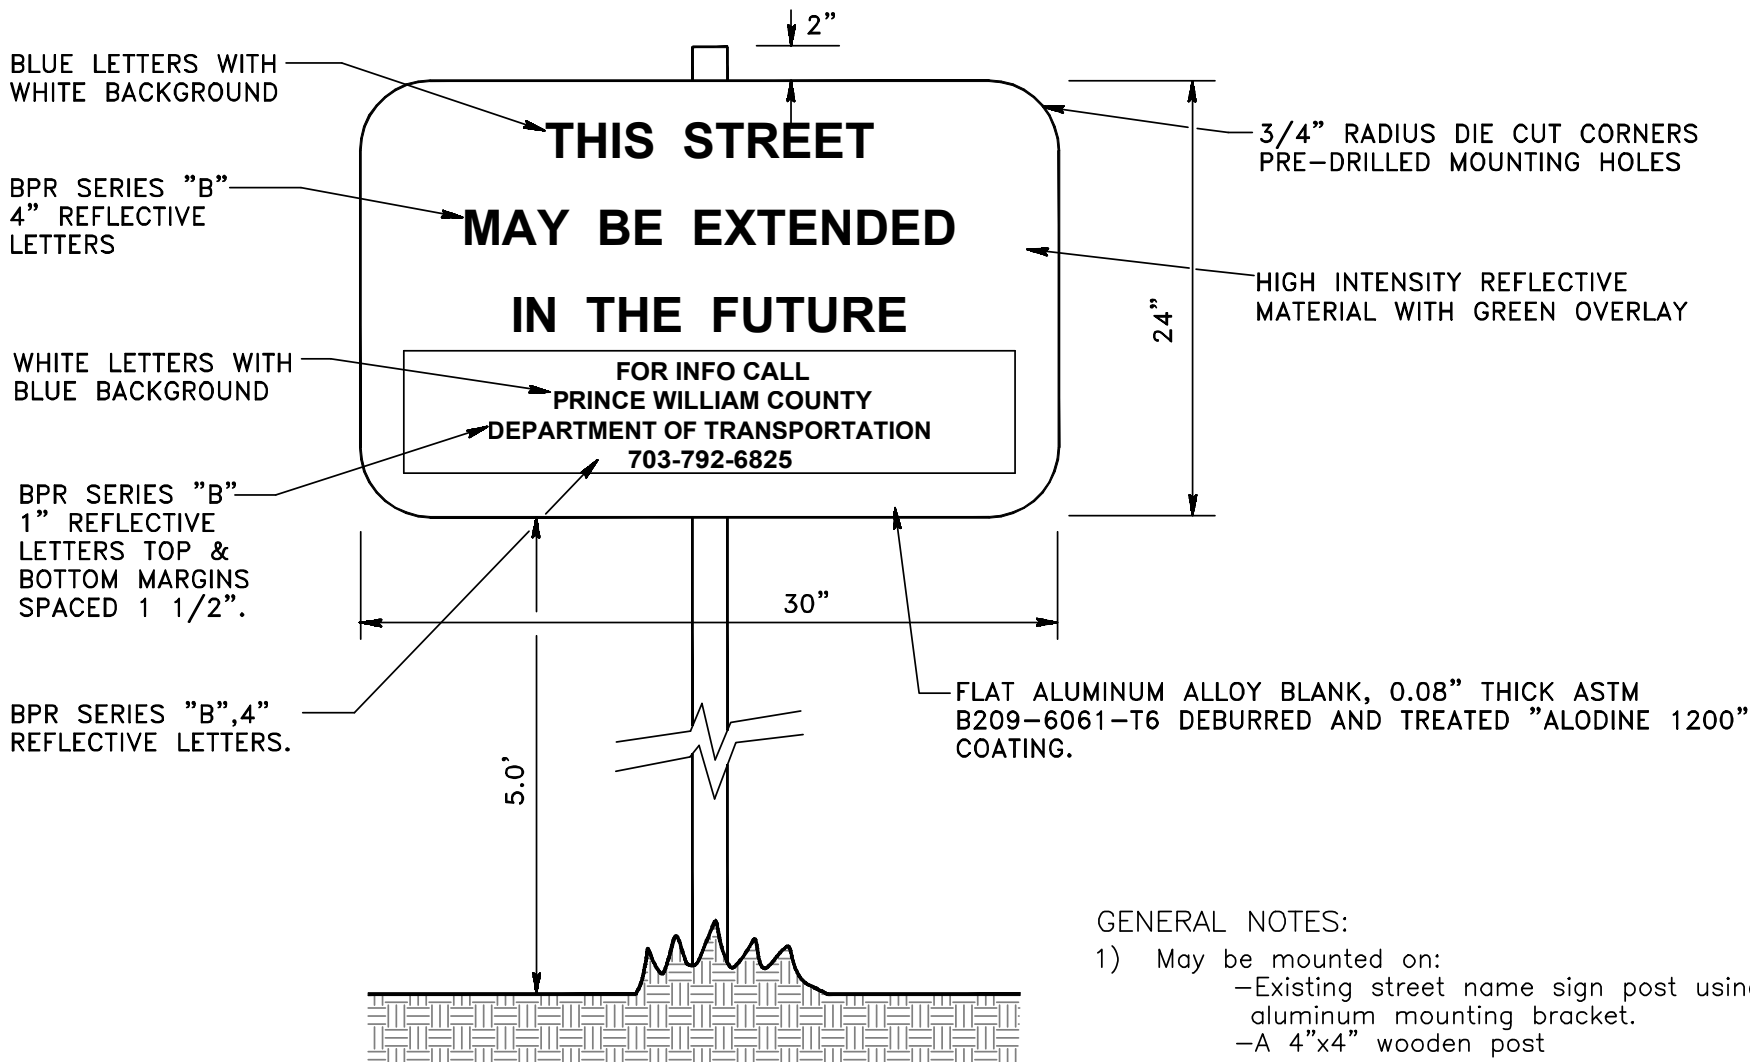 2”
BLUE LETTERS WITH
WHITE BACKGROUND
THIS STREET
3/4” RADIUS DIE CUT CORNERS
PRE-DRILLED MOUNTING HOLES
BPR SERIES ”B”
4” REFLECTIVE
LETTERS
MAY BE EXTENDED
HIGH INTENSITY REFLECTIVE
MATERIAL WITH GREEN OVERLAY
24”
IN THE FUTURE
WHITE LETTERS WITH
BLUE BACKGROUND
FOR INFO CALL
PRINCE WILLIAM COUNTY
DEPARTMENT OF TRANSPORTATION
703-792-6825
BPR SERIES ”B”
1” REFLECTIVE
LETTERS TOP &
BOTTOM MARGINS
SPACED 1 1/2”.
30”
BPR SERIES ”B”,4”
REFLECTIVE LETTERS.
FLAT ALUMINUM ALLOY BLANK, 0.08” THICK ASTM
B209-6061-T6 DEBURRED AND TREATED ”ALODINE 1200”
COATING.
5.0’
GENERAL NOTES:
1) May be mounted on:
-Existing street name sign post
aluminum mounting bracket.
-A 4”x4” wooden post